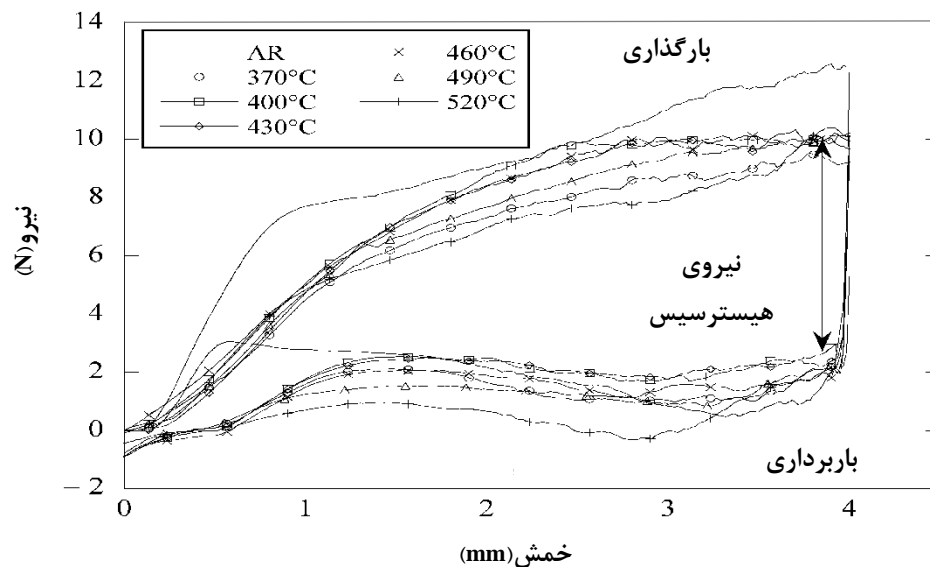 14
12
10
8
6
4
2
0
− 2
AR
370°C
400°C
430°C
460°C
490°C
520°C
بارگذاری
نیروی
هیسترسیس
باربرداری
نیرو(N)
0 1 2 3 4
خمش(mm)